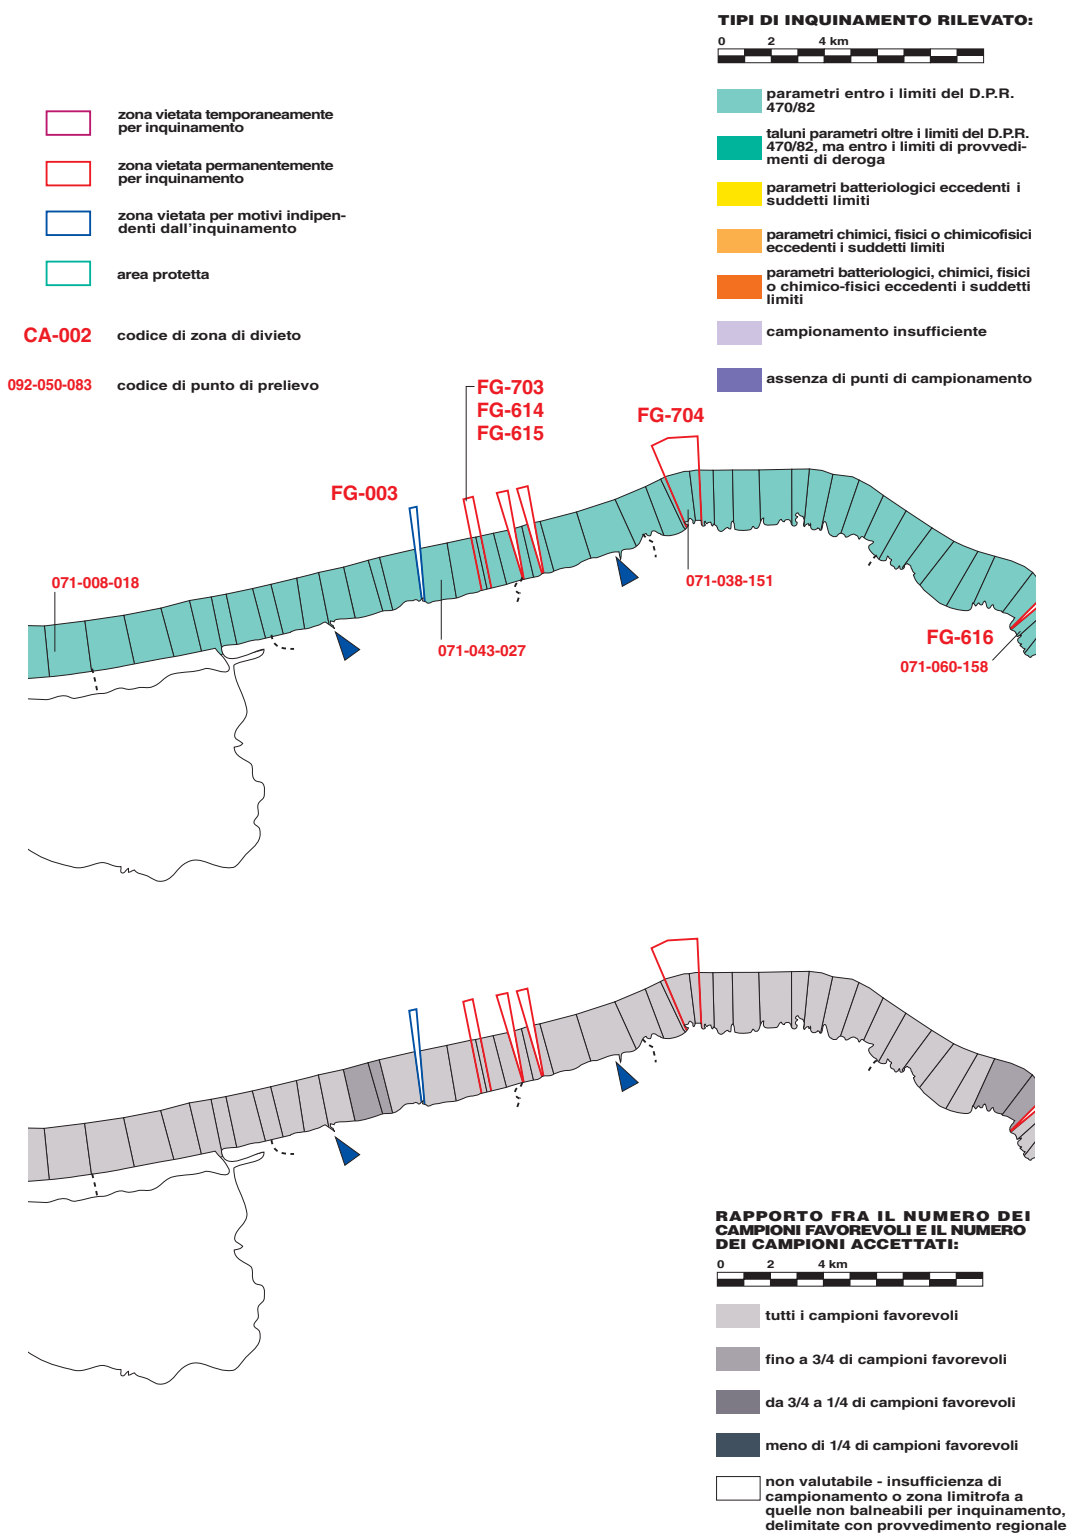 TIPI DI INQUINAMENTO RILEVATO:
0 2 4 km
parametri entro i limiti del D.P.R.
470/82
taluni parametri oltre i limiti del D.P.R.
470/82, ma entro i limiti di provvedi-
menti di deroga
parametri batteriologici eccedenti i
suddetti limiti
parametri chimici, fisici o chimicofisici
eccedenti i suddetti limiti
parametri batteriologici, chimici, fisici
o chimico-fisici eccedenti i suddetti
limiti
campionamento insufficiente
assenza di punti di campionamento
zona vietata temporaneamente
per inquinamento
zona vietata permanentemente
per inquinamento
zona vietata per motivi indipen-
denti dall'inquinamento
area protetta
CA-002 codice di zona di divieto
092-050-083 codice di punto di prelievo
FG-703
FG-614
FG-615
FG-704
FG-003
071-008-018
071-038-151
071-043-027
FG-616
071-060-158
RAPPORTO FRA IL NUMERO DEI
CAMPIONI FAVOREVOLI E IL NUMERO
DEI CAMPIONI ACCETTATI:
0 2 4 km
tutti i campioni favorevoli
fino a 3/4 di campioni favorevoli
da 3/4 a 1/4 di campioni favorevoli
meno di 1/4 di campioni favorevoli
non valutabile - insufficienza di
campionamento o zona limitrofa a
quelle non balneabili per inquinamento,
delimitate con provvedimento regionale